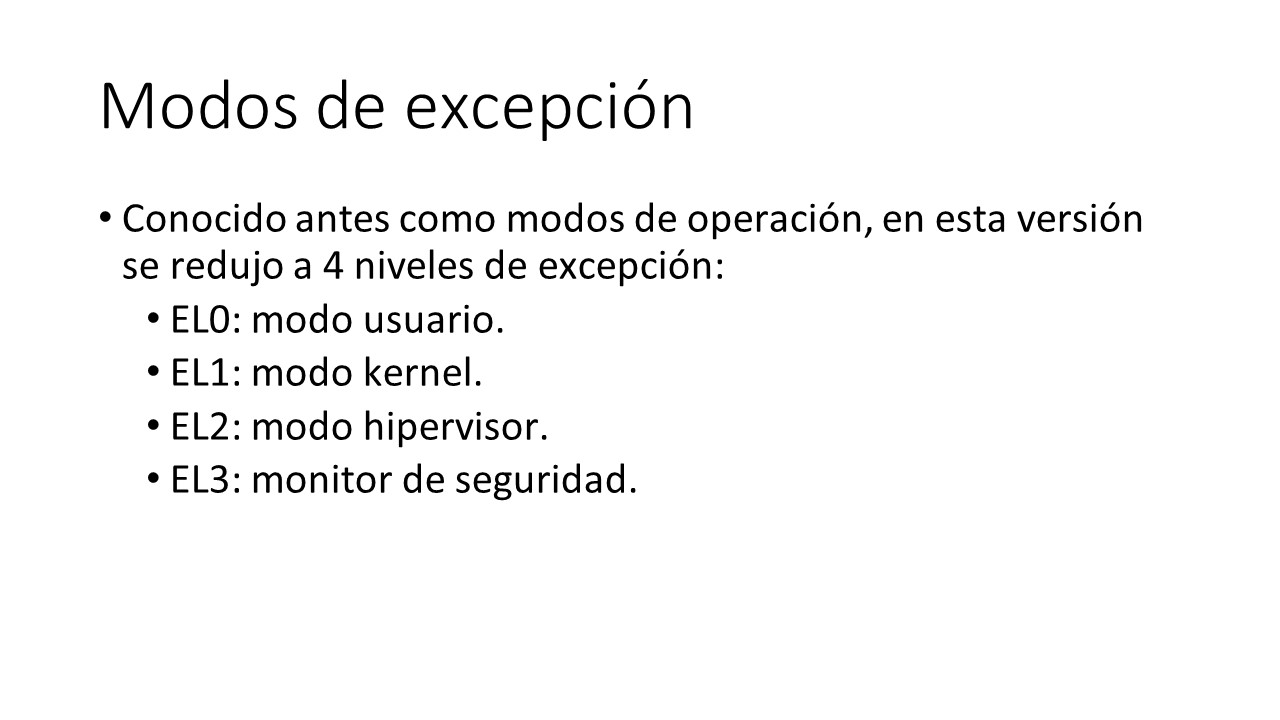 Modos de excepción
• Conocido antes como modos de operación, en esta versión
se redujo a 4 niveles de excepción:
• EL0: modo usuario.
• EL1: modo kernel.
• EL2: modo hipervisor.
• EL3: monitor de seguridad.